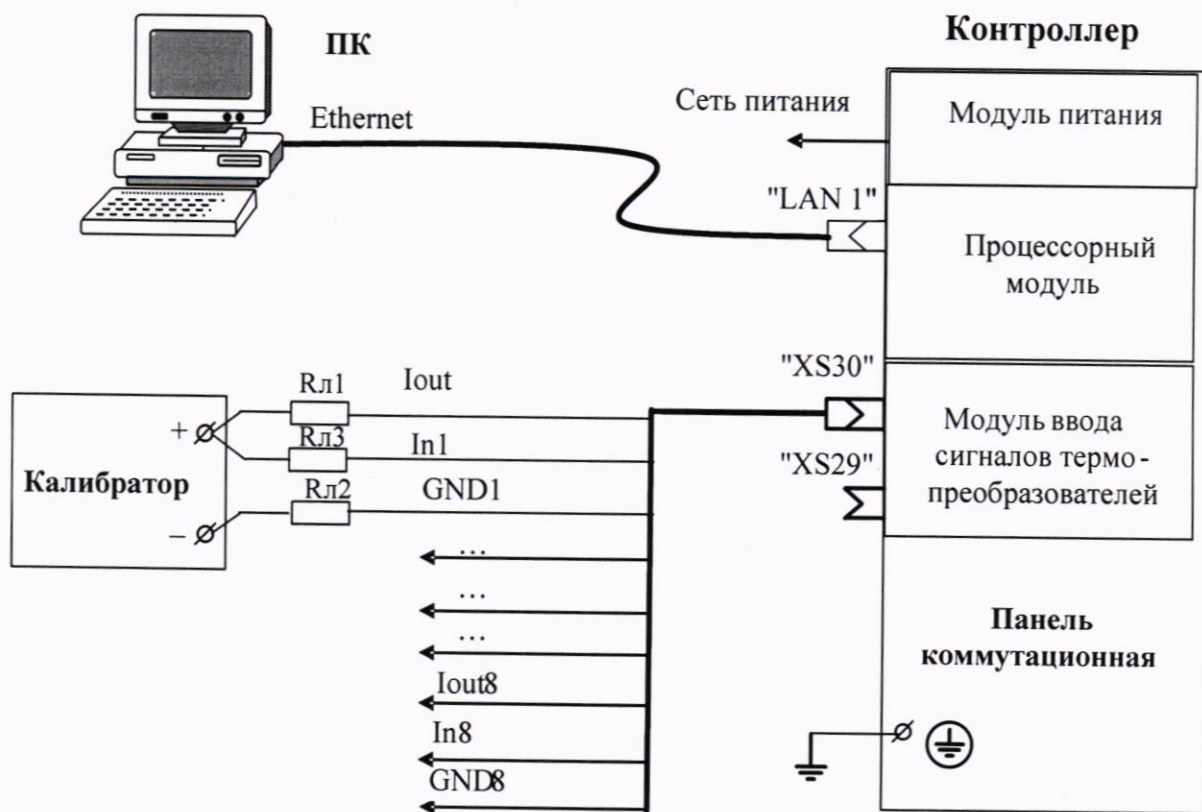 ПК
Контроллер
Ethernet
Сеть питания
Модуль питания
"LAN 1"
Процессорный
модуль
"XS30"
Rл1
Iout
Модуль ввода
сигналов термо-
преобразователей
+
Rл3
In1
"XS29"
Калибратор
Rл2
GND1
–
...
...
...
Панель
коммутационная
Iout8
In8
GND8